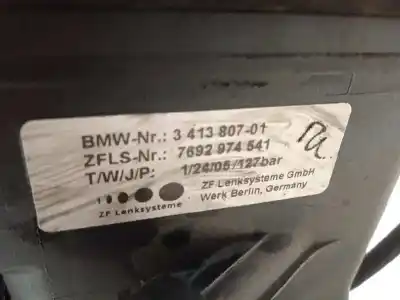 BMW-Nr.: 3 413 807-01
ZFLS-Nr.: 7692 974 541
T/W/J/P: 1/24/05/127bar
ZF Lenksysteme GmbH
Werk Berlin, Germany
ZF Lenksysteme